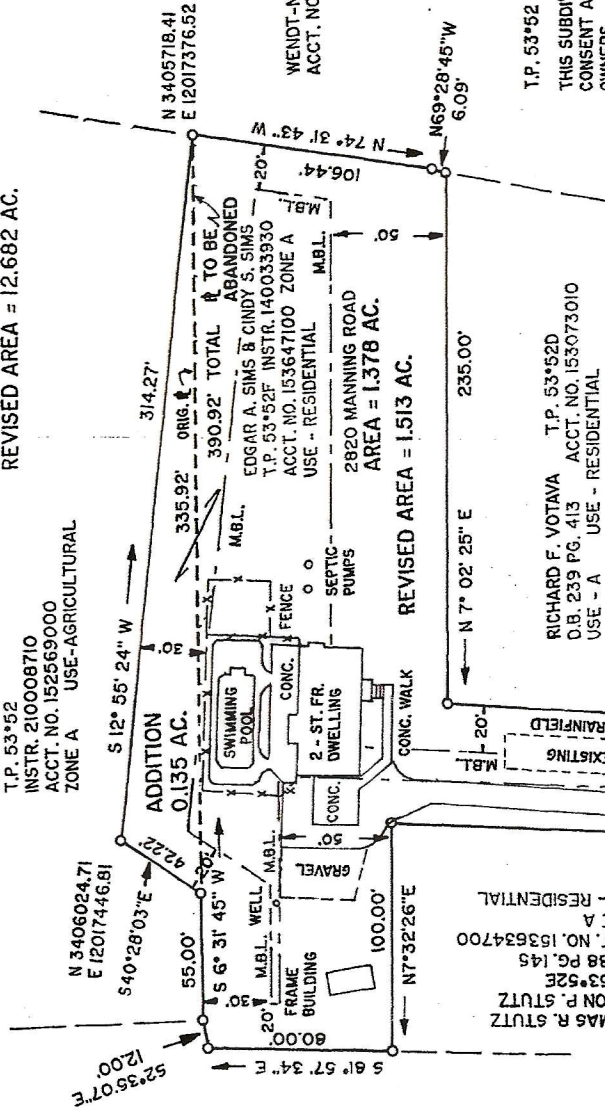 REVISED AREA = 12.682 AC.
T.P. 53*52
INSTR. 210008710
ACCT. NO. 152569000
ZONE A USE-AGRICULTURAL
N 3405718.41
E 12017376.52
WENDT-
ACCT. NO
N 3406024.71
E 12017446.81
S 12° 55' 24" W
314.27'
S40°28'03"E
42.22'
ADDITION
0.135 AC.
30'
335.92'
ORIG. ℄
390.92' TOTAL
TO BE
ABANDONED
20'
N 74° 31' 43" W
106.44'
N69°28'45"W
6.09'
EDGAR A. SIMS & CINDY S. SIMS
T.P. 53*52F INSTR. 140033930
ACCT. NO. 153647100 ZONE A
USE - RESIDENTIAL
M.B.L.
M.B.L.
M.B.L.
50'
2820 MANNING ROAD
AREA = 1.378 AC.
REVISED AREA = 1.513 AC.
SEPTIC
PUMPS
FENCE
SWIMMING
POOL
CONC.
2 - ST. FR.
DWELLING
CONC.
CONC. WALK
50'
GRAVEL
20'
55.00'
S 6° 31' 45" W
30'
M.B.L.
WELL
M.B.L.
20'
FRAME
BUILDING
S2°35'07"E
12.00'
S 81° 57' 34" E
80.00'
100.00'
N7°32'26"E
235.00'
N 7° 02' 25" E
20'
M.B.L.
EXISTING
RAINFIELD
RICHARD F. VOTAVA T.P. 53*52D
D.B. 239 PG. 413 ACCT. NO. 153073010
USE - A USE - RESIDENTIAL
MAS R. STUTZ
ON P. STUTZ
53*52E
38 PG. 145
T. NO. 153634700
A
- RESIDENTIAL
T.P. 53*52
THIS SUBDI
CONSENT A
OWNERS